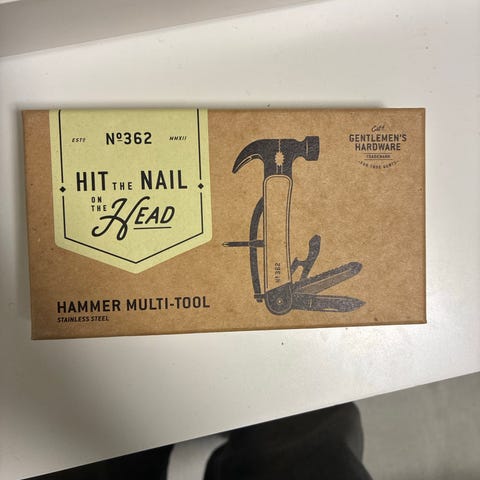 ESTD Nº362 MMXII
HIT THE NAIL
ON THE HEAD
HAMMER MULTI-TOOL
STAINLESS STEEL
Nº362
GENTLEMEN'S
HARDWARE
TRADEMARK